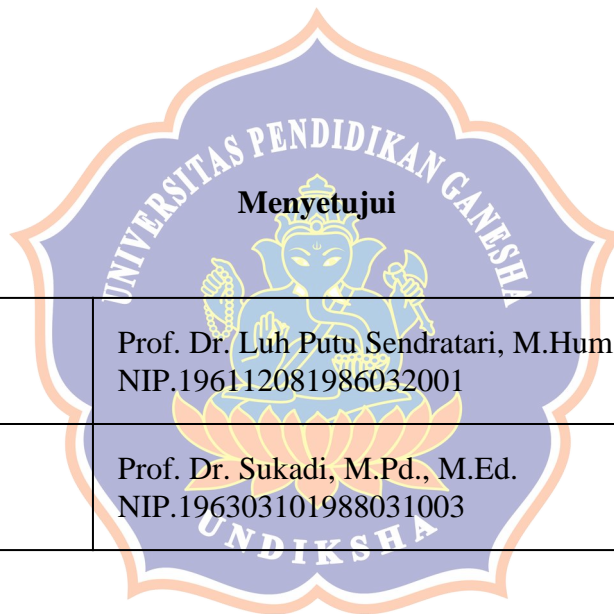 UNIVERSITAS PENDIDIKAN GANESHA
Menyetujui
Prof. Dr. Luh Putu Sendratari, M.Hum
NIP.196112081986032001
Prof. Dr. Sukadi, M.Pd., M.Ed.
NIP.196303101988031003
UNDIKSHA